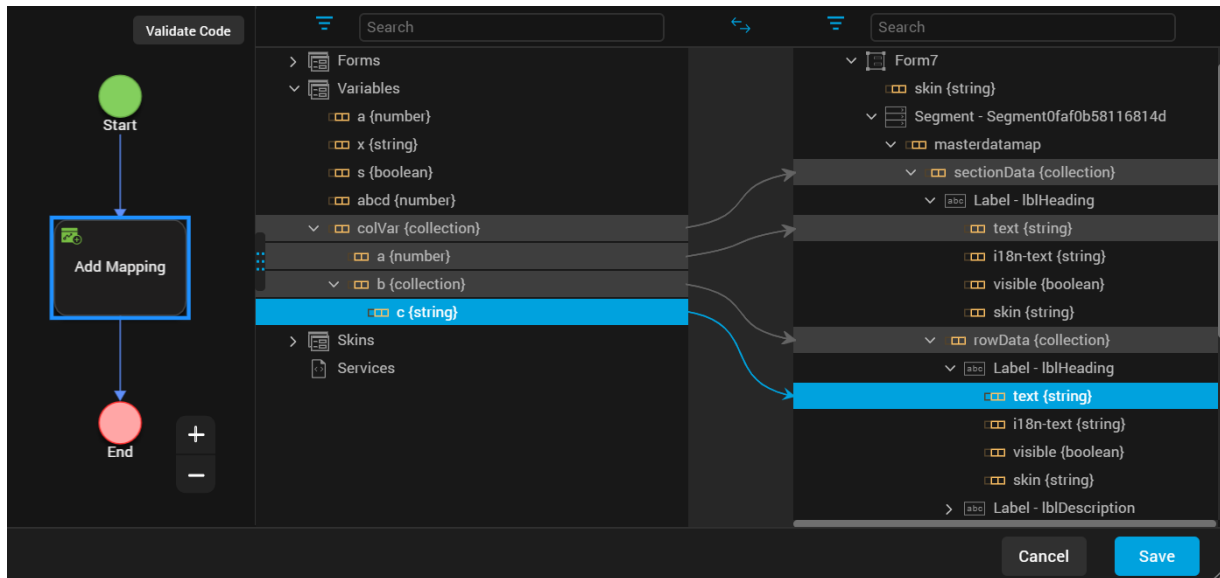 Validate Code
Start
Add Mapping
End
Search
Forms
Variables
a {number}
x {string}
s {boolean}
abcd {number}
colVar {collection}
a {number}
b {collection}
c {string}
Skins
Services
Search
Form7
skin {string}
Segment - Segment0faf0b58116814d
masterdatamap
sectionData {collection}
abc Label - lblHeading
text {string}
i18n-text {string}
visible {boolean}
skin {string}
rowData {collection}
abc Label - lblHeading
text {string}
i18n-text {string}
visible {boolean}
skin {string}
abc Label - lblDescription
Cancel
Save